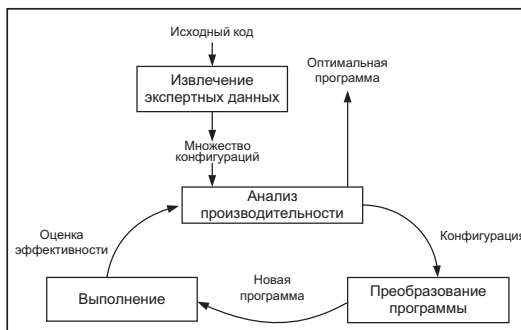 Исходный код
Извлечение
экспертных данных
Оптимальная
программа
Множество
конфигураций
Анализ
производительности
Оценка
эффективности
Конфигурация
Новая
программа
Выполнение
Преобразование
программы